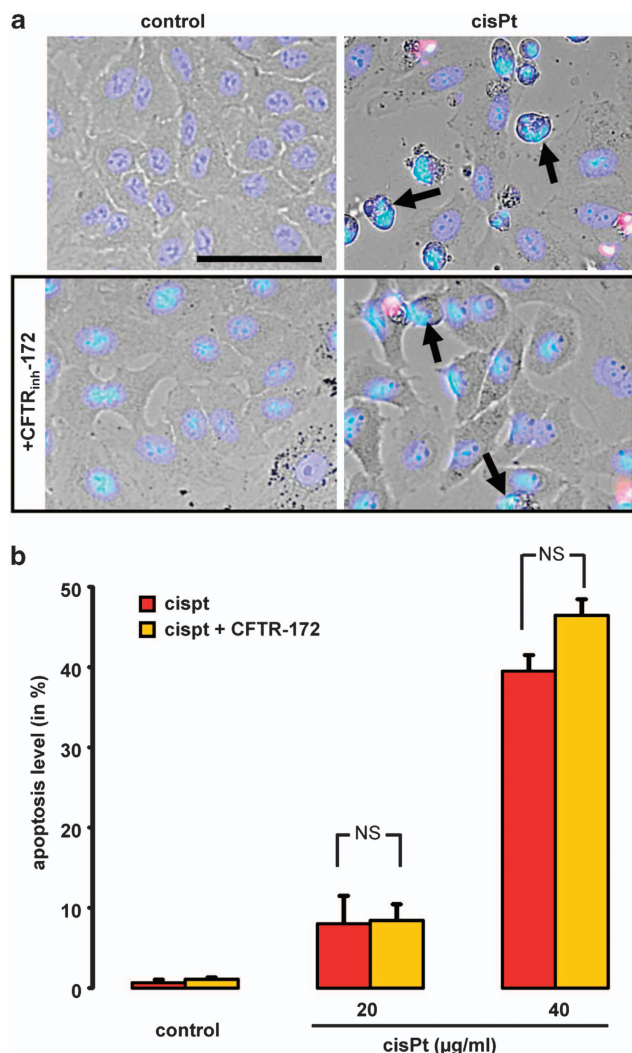 a
control
cisPt
+CFTRinh-172
b
50
40
30
20
10
0
apoptosis level (in %)
cispt
cispt + CFTR-172
NS
NS
control
20
40
cisPt (µg/ml)